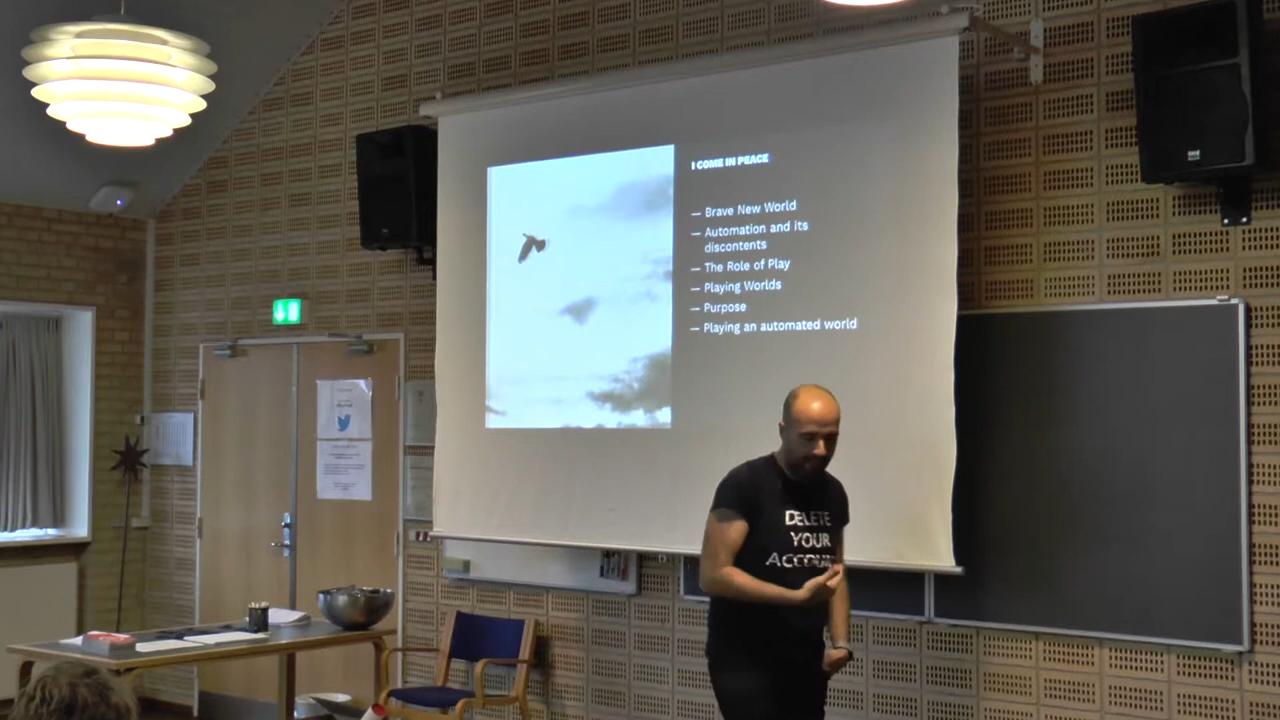 I COME IN PEACE
— Brave New World
— Automation and its
discontents
— The Role of Play
— Playing Worlds
— Purpose
— Playing an automated world
DELETE
YOUR
ACCOUNT